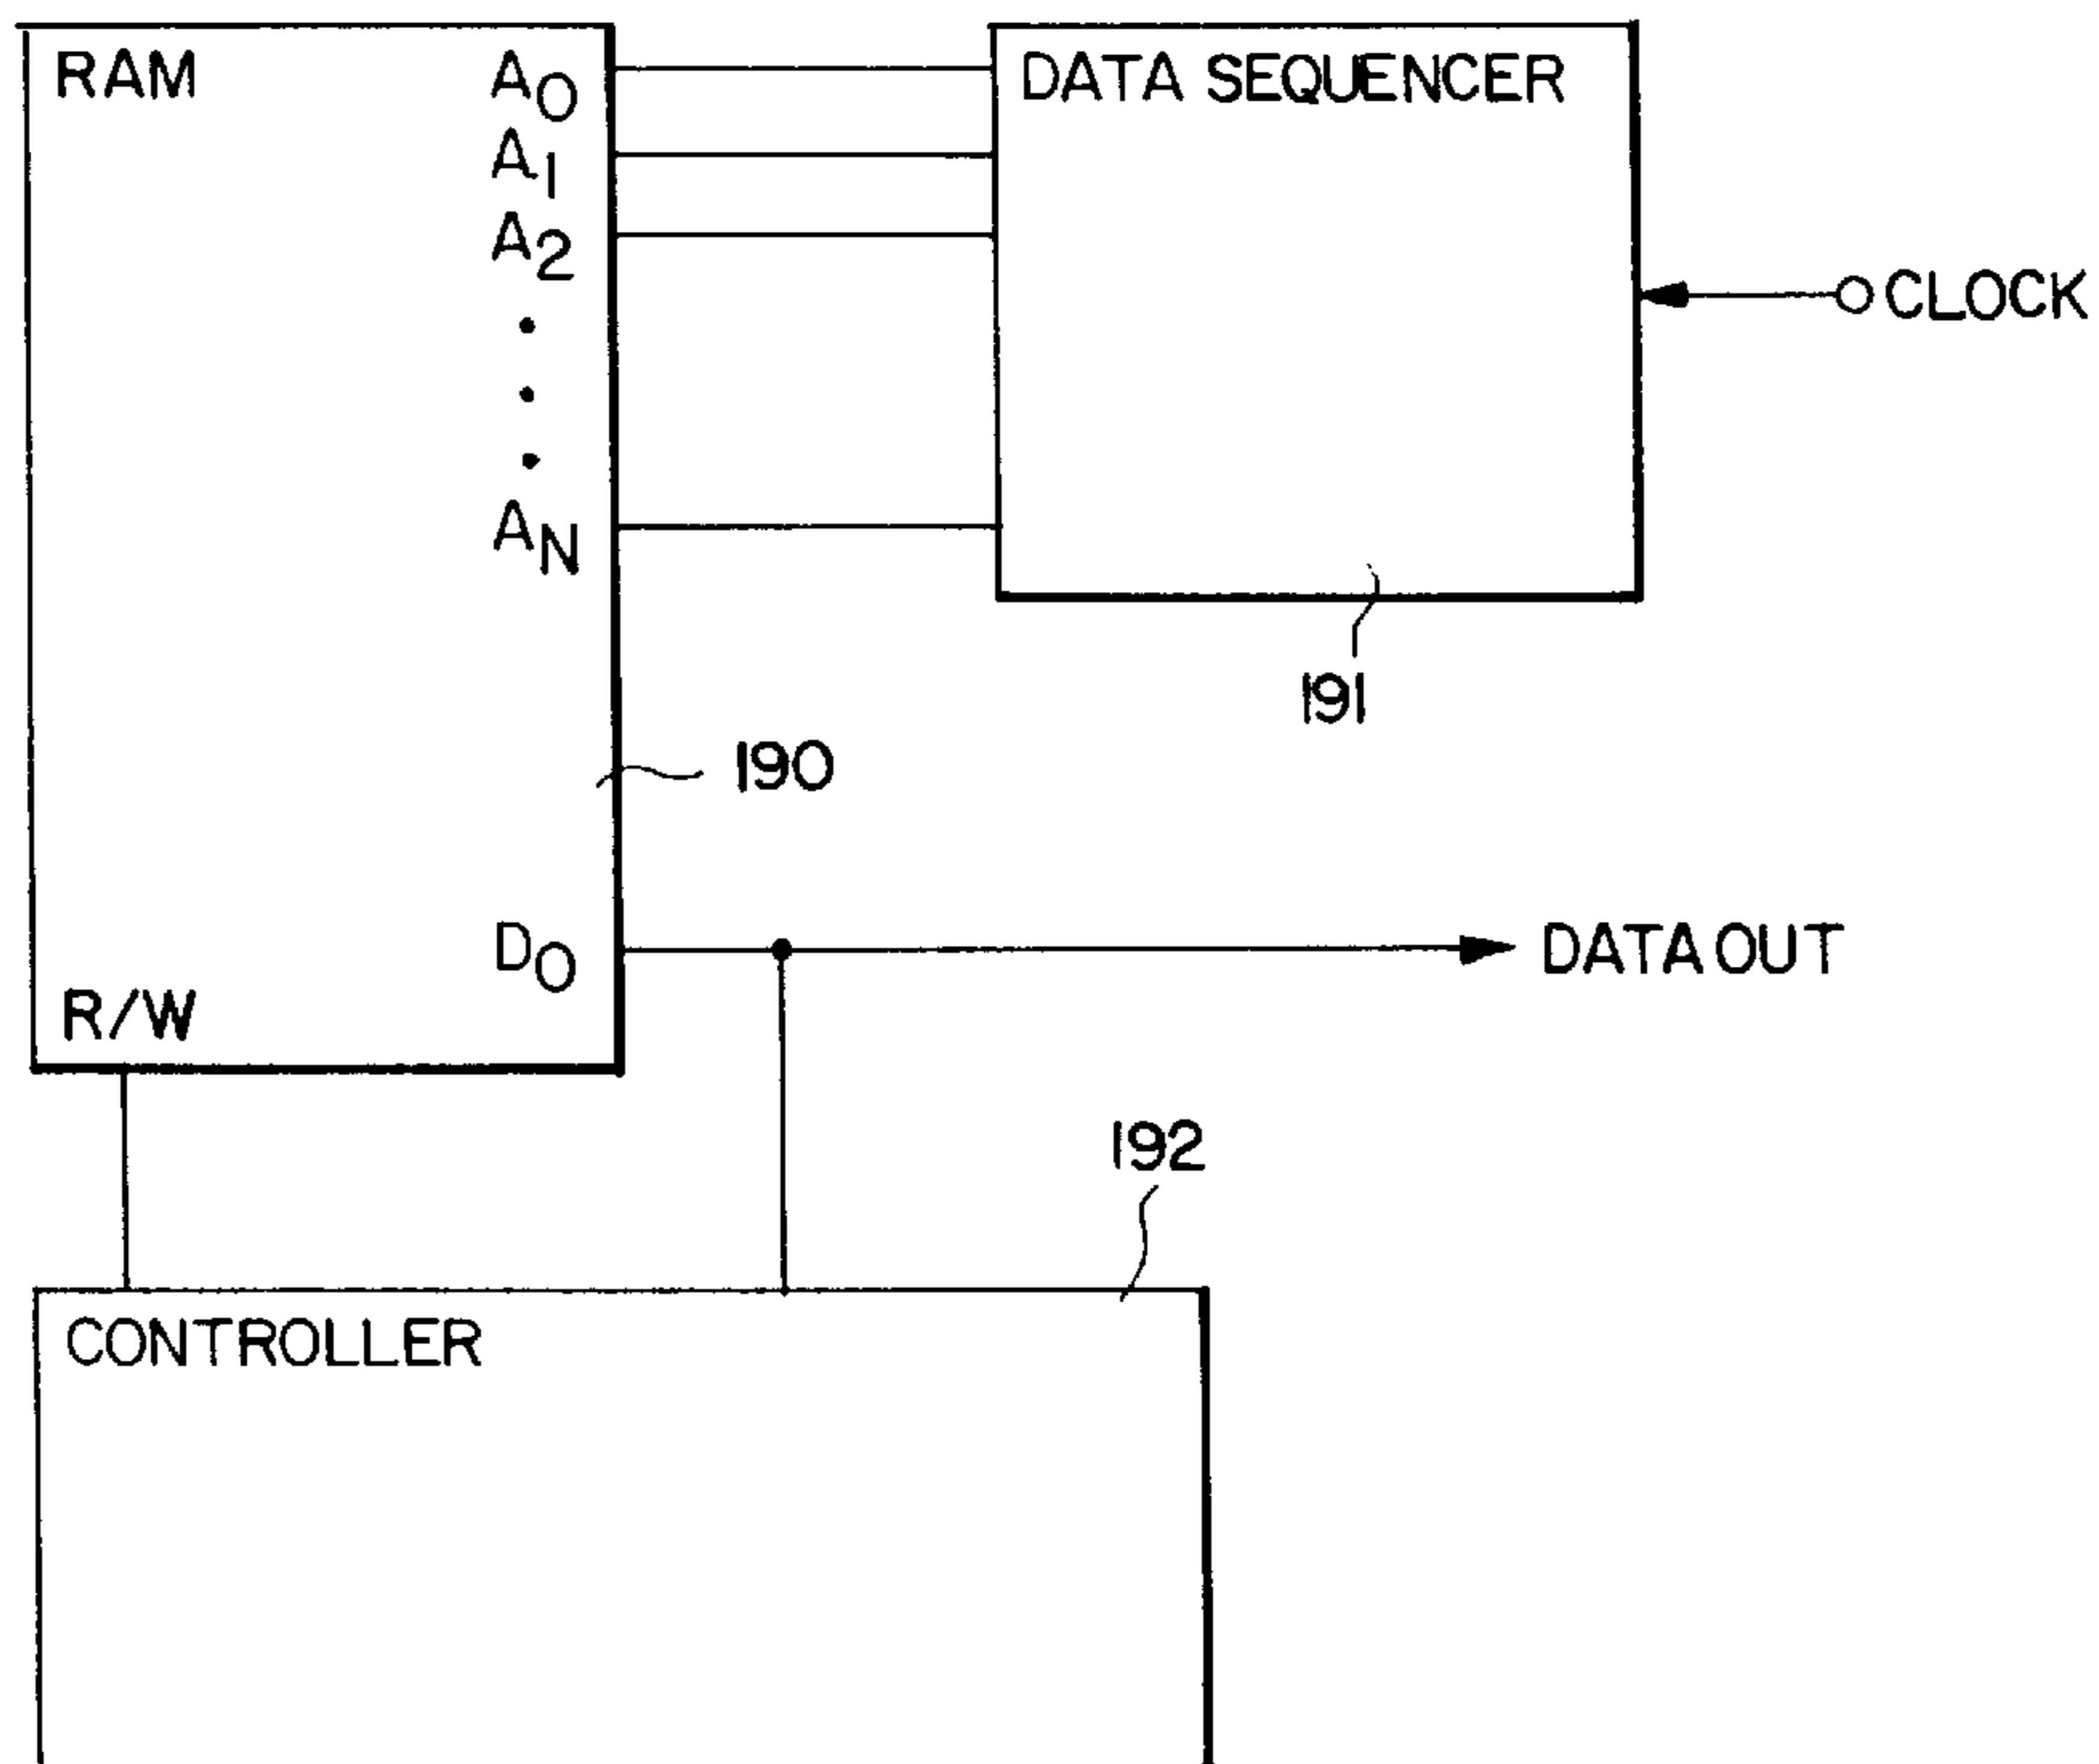 RAM
A0
A1
A2
AN
DATA SEQUENCER
CLOCK
191
190
D0
DATA OUT
R/W
192
CONTROLLER